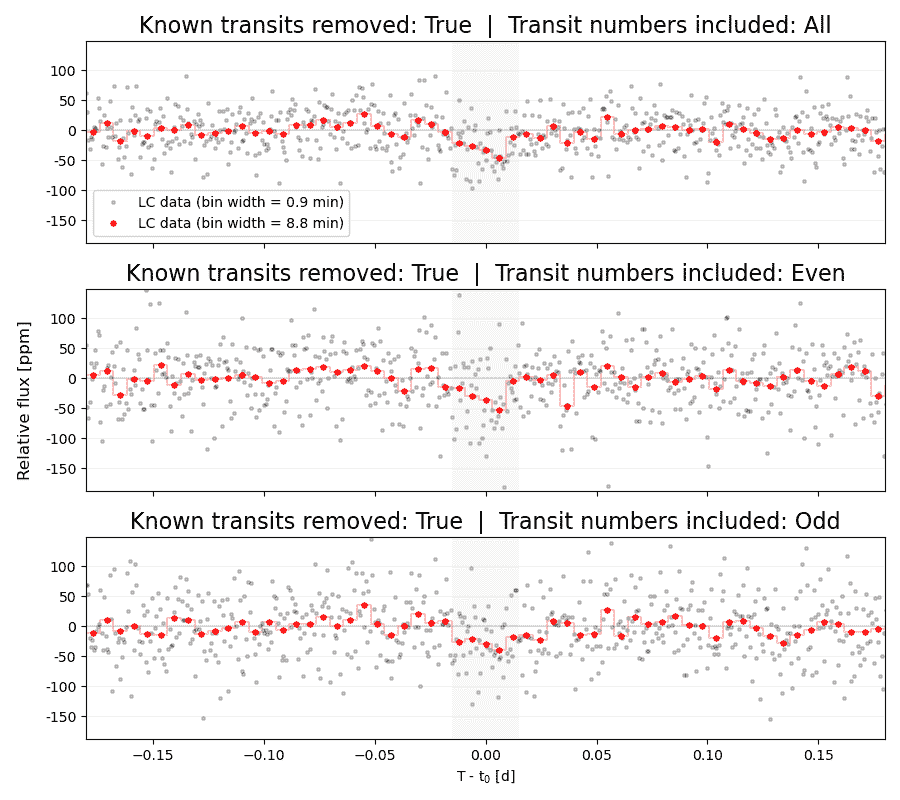 Known transits removed: True | Transit numbers included: All
100
50
0
-50
-100
-150
LC data (bin width = 0.9 min)
LC data (bin width = 8.8 min)
Known transits removed: True | Transit numbers included: Even
Relative flux [ppm]
100
50
0
-50
-100
-150
Known transits removed: True | Transit numbers included: Odd
100
50
0
-50
-100
-150
−0.15 −0.10 −0.05 0.00 0.05 0.10 0.15
T - t₀ [d]